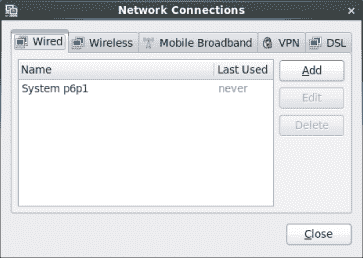 Network Connections
Wired Wireless Mobile Broadband VPN DSL
Name Last Used Add
System p6p1 never
Edit
Delete
Close